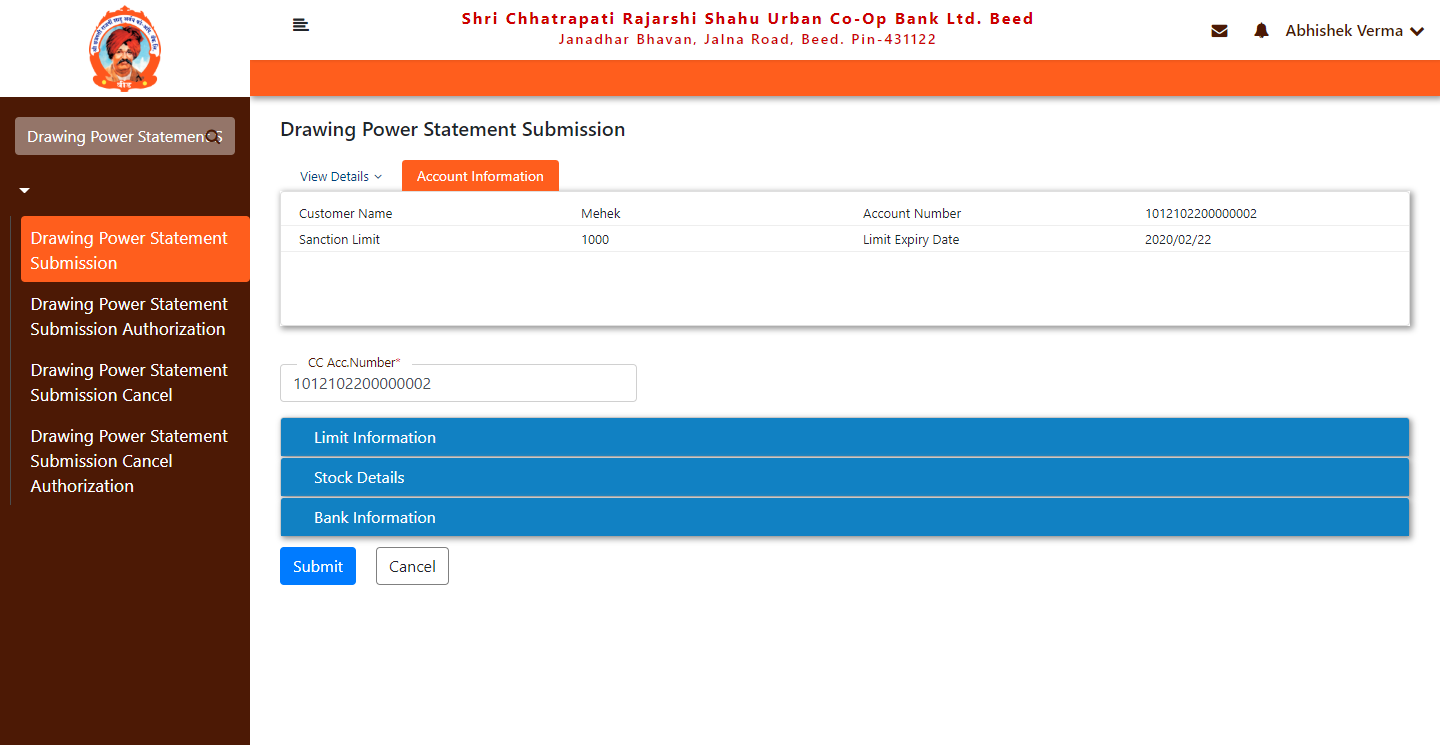 Shri Chhatrapati Rajarshi Shahu Urban Co-Op Bank Ltd. Beed
Janadhar Bhavan, Jalna Road, Beed. Pin-431122
Abhishek Verma
बीड
Drawing Power Statement S
Drawing Power Statement
Submission
Drawing Power Statement
Submission Authorization
Drawing Power Statement
Submission Cancel
Drawing Power Statement
Submission Cancel
Authorization
Drawing Power Statement Submission
View Details
Account Information
Customer Name Mehek Account Number 1012102200000002
Sanction Limit 1000 Limit Expiry Date 2020/02/22
CC Acc.Number*
1012102200000002
Limit Information
Stock Details
Bank Information
Submit Cancel